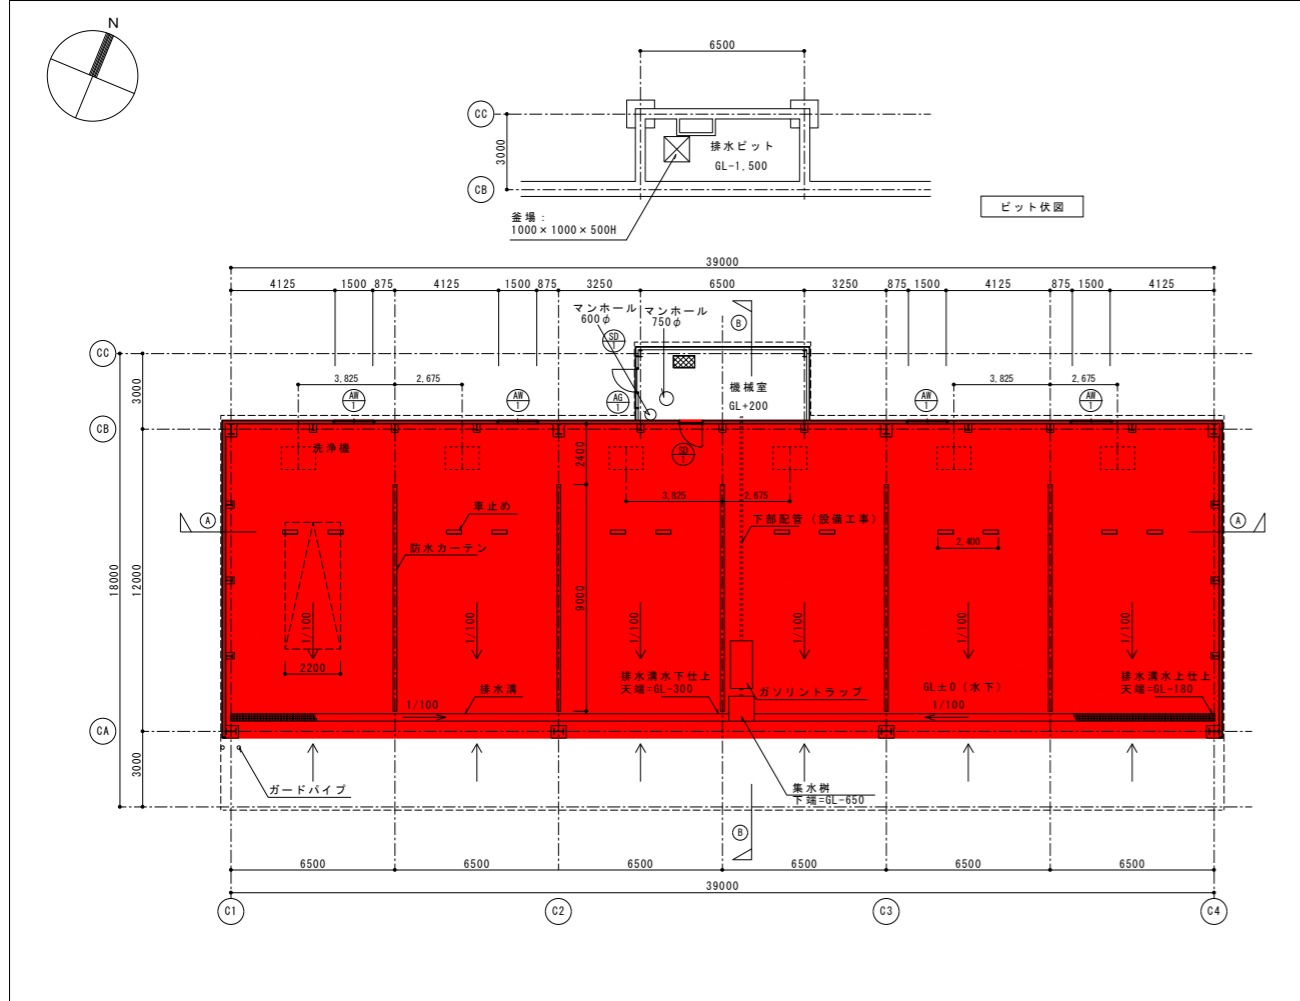 N
6500
CC
3000
排水ピット
GL-1,500
CB
釜場：
1000×1000×500H
ピット伏図
39000
4125 1500 875 4125 1500 875 3250 6500 3250 875 1500 4125 875 1500 4125
マンホール
600φ
マンホール
750φ
B
SD
1
CC
3000
3,825 2,675
AW
1
AW
1
AG
1
機械室
GL+200
AW
1
3,825 2,675
AW
1
CB
洗浄機
2400
SD
1
3,825 2,675
車止め
下部配管（設備工事）
A
A
防水カーテン
2,400
18000
12000
9000
1/100
1/100
1/100
1/100
1/100
1/100
2200
排水溝
排水溝水下仕上
天端=GL-300
ガソリントラップ
GL±0（水下）
排水溝水上仕上
天端=GL-180
1/100
1/100
CA
3000
ガードパイプ
集水桝
下端=GL-650
B
6500 6500 6500 6500 6500 6500
39000
C1 C2 C3 C4